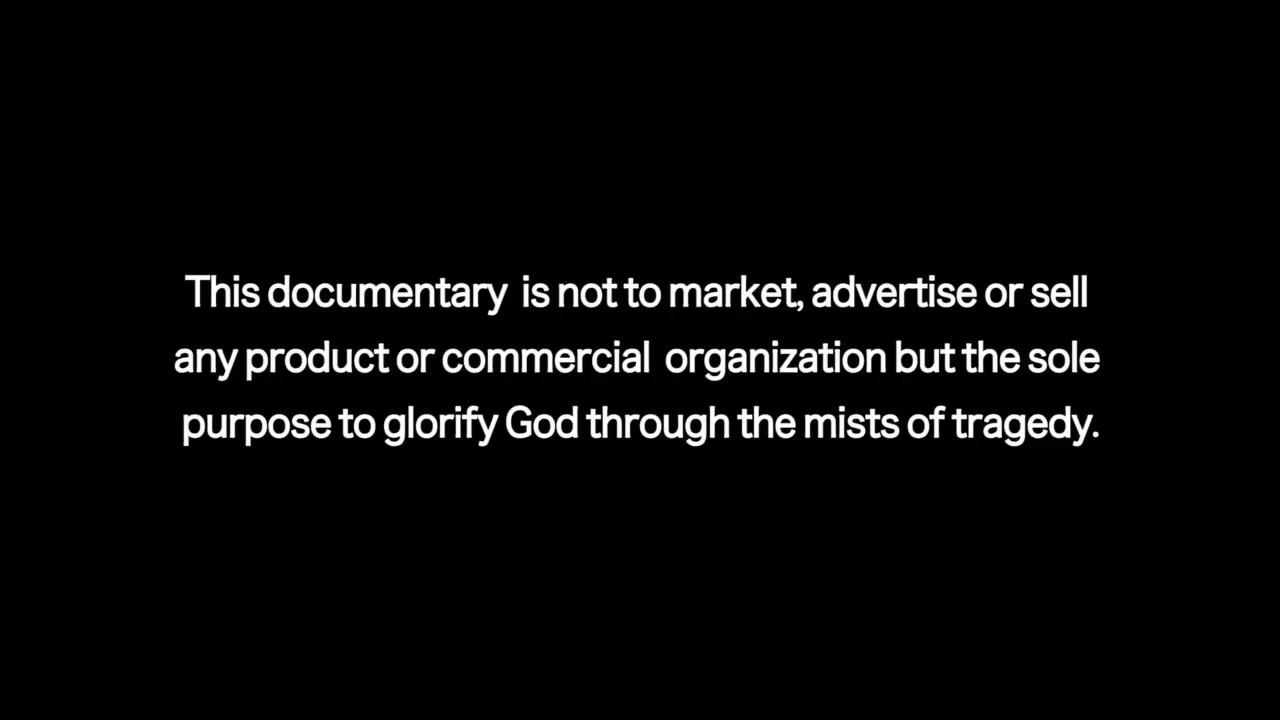 This documentary  is not to market, advertise or sell
any product or commercial  organization but the sole
purpose to glorify God through the mists of tragedy.